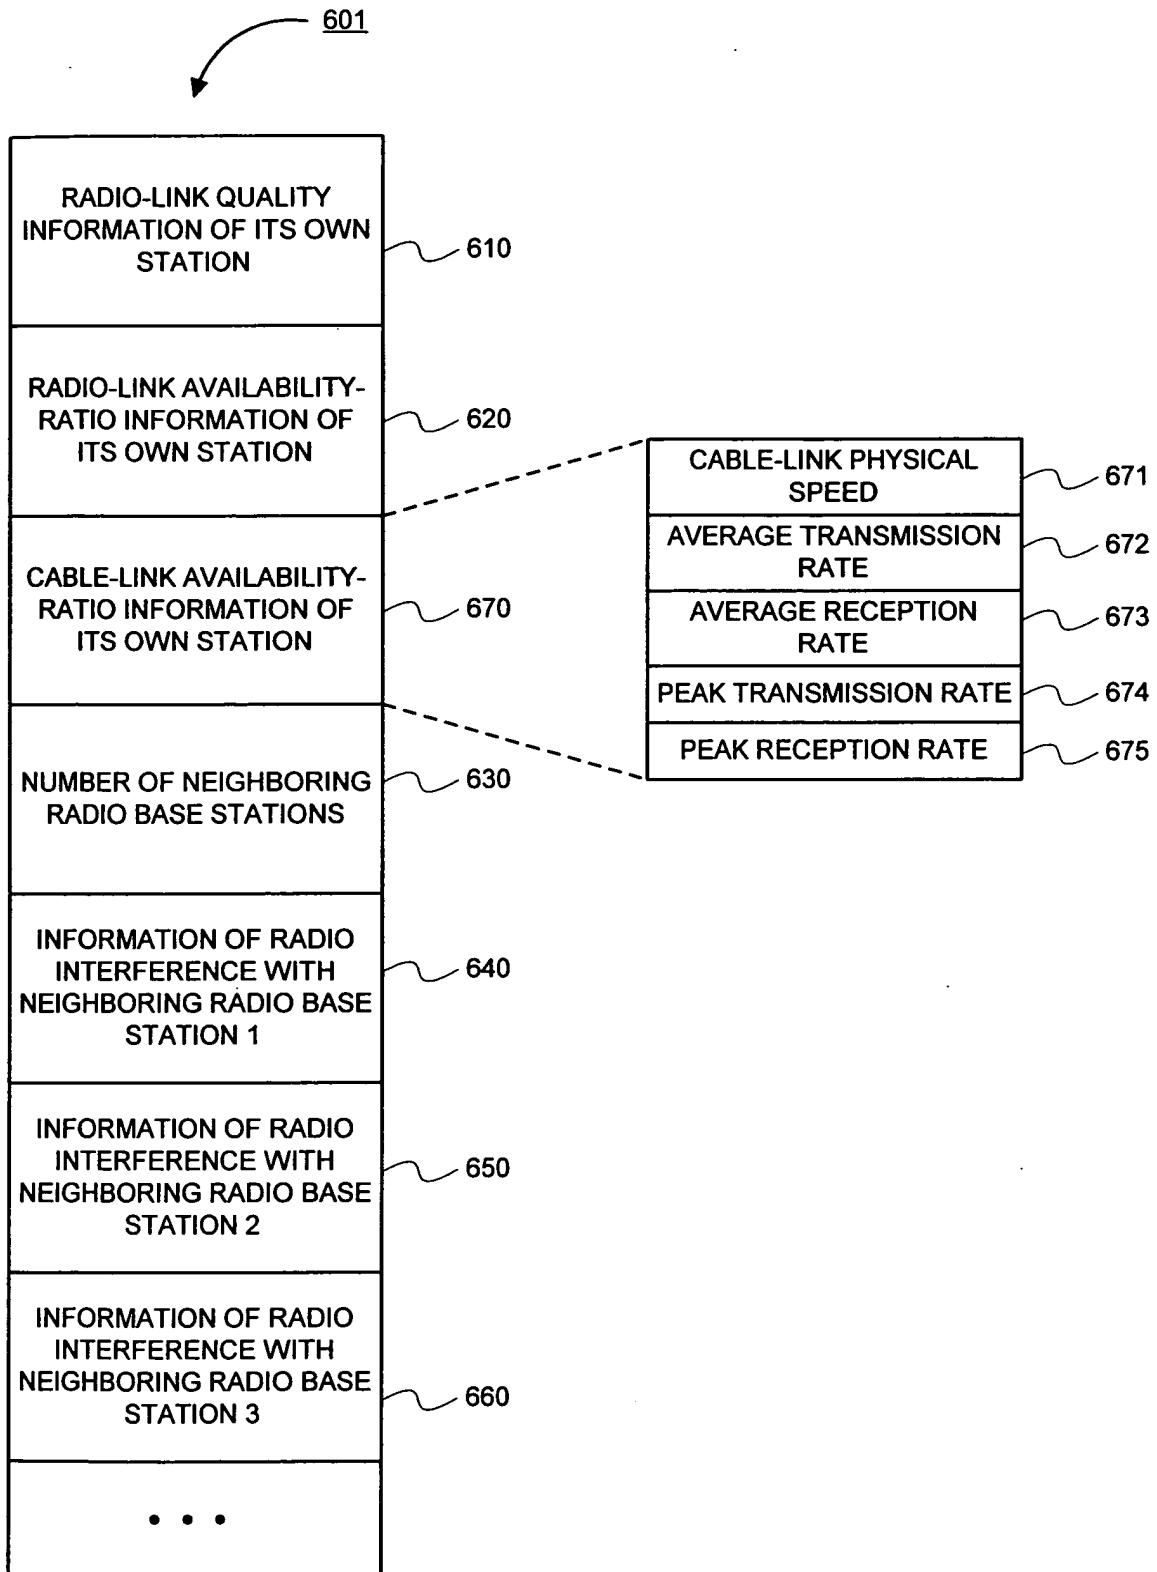 601
RADIO-LINK QUALITY
INFORMATION OF ITS OWN
STATION
610
RADIO-LINK AVAILABILITY-
RATIO INFORMATION OF
ITS OWN STATION
620
CABLE-LINK AVAILABILITY-
RATIO INFORMATION OF
ITS OWN STATION
670
NUMBER OF NEIGHBORING
RADIO BASE STATIONS
630
INFORMATION OF RADIO
INTERFERENCE WITH
NEIGHBORING RADIO BASE
STATION 1
640
INFORMATION OF RADIO
INTERFERENCE WITH
NEIGHBORING RADIO BASE
STATION 2
650
INFORMATION OF RADIO
INTERFERENCE WITH
NEIGHBORING RADIO BASE
STATION 3
660
• • •
CABLE-LINK PHYSICAL
SPEED
671
AVERAGE TRANSMISSION
RATE
672
AVERAGE RECEPTION
RATE
673
PEAK TRANSMISSION RATE
674
PEAK RECEPTION RATE
675